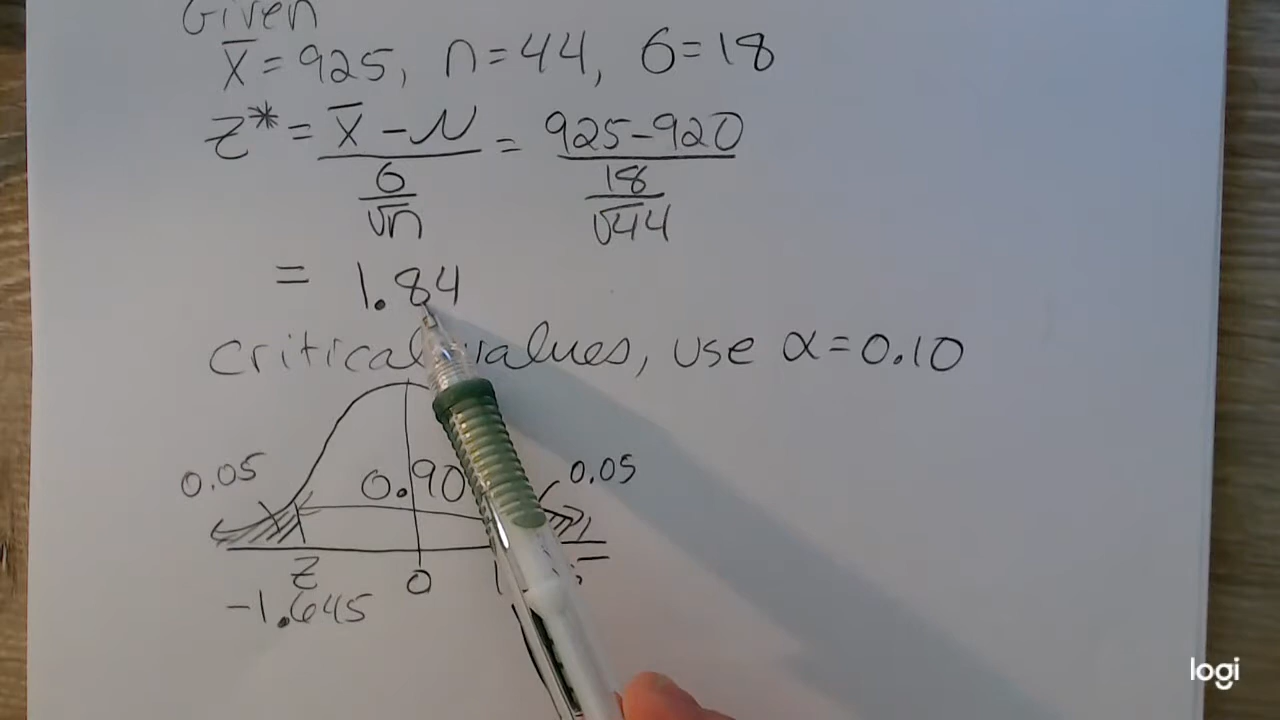 Given
X̅ = 925, n = 44, σ = 18
z* = X̅ - μ / σ/√n = 925 - 920 / 18/√44
= 1.84
critical values, use α = 0.10
0.05 0.90 0.05
z 0
-1.645
logi